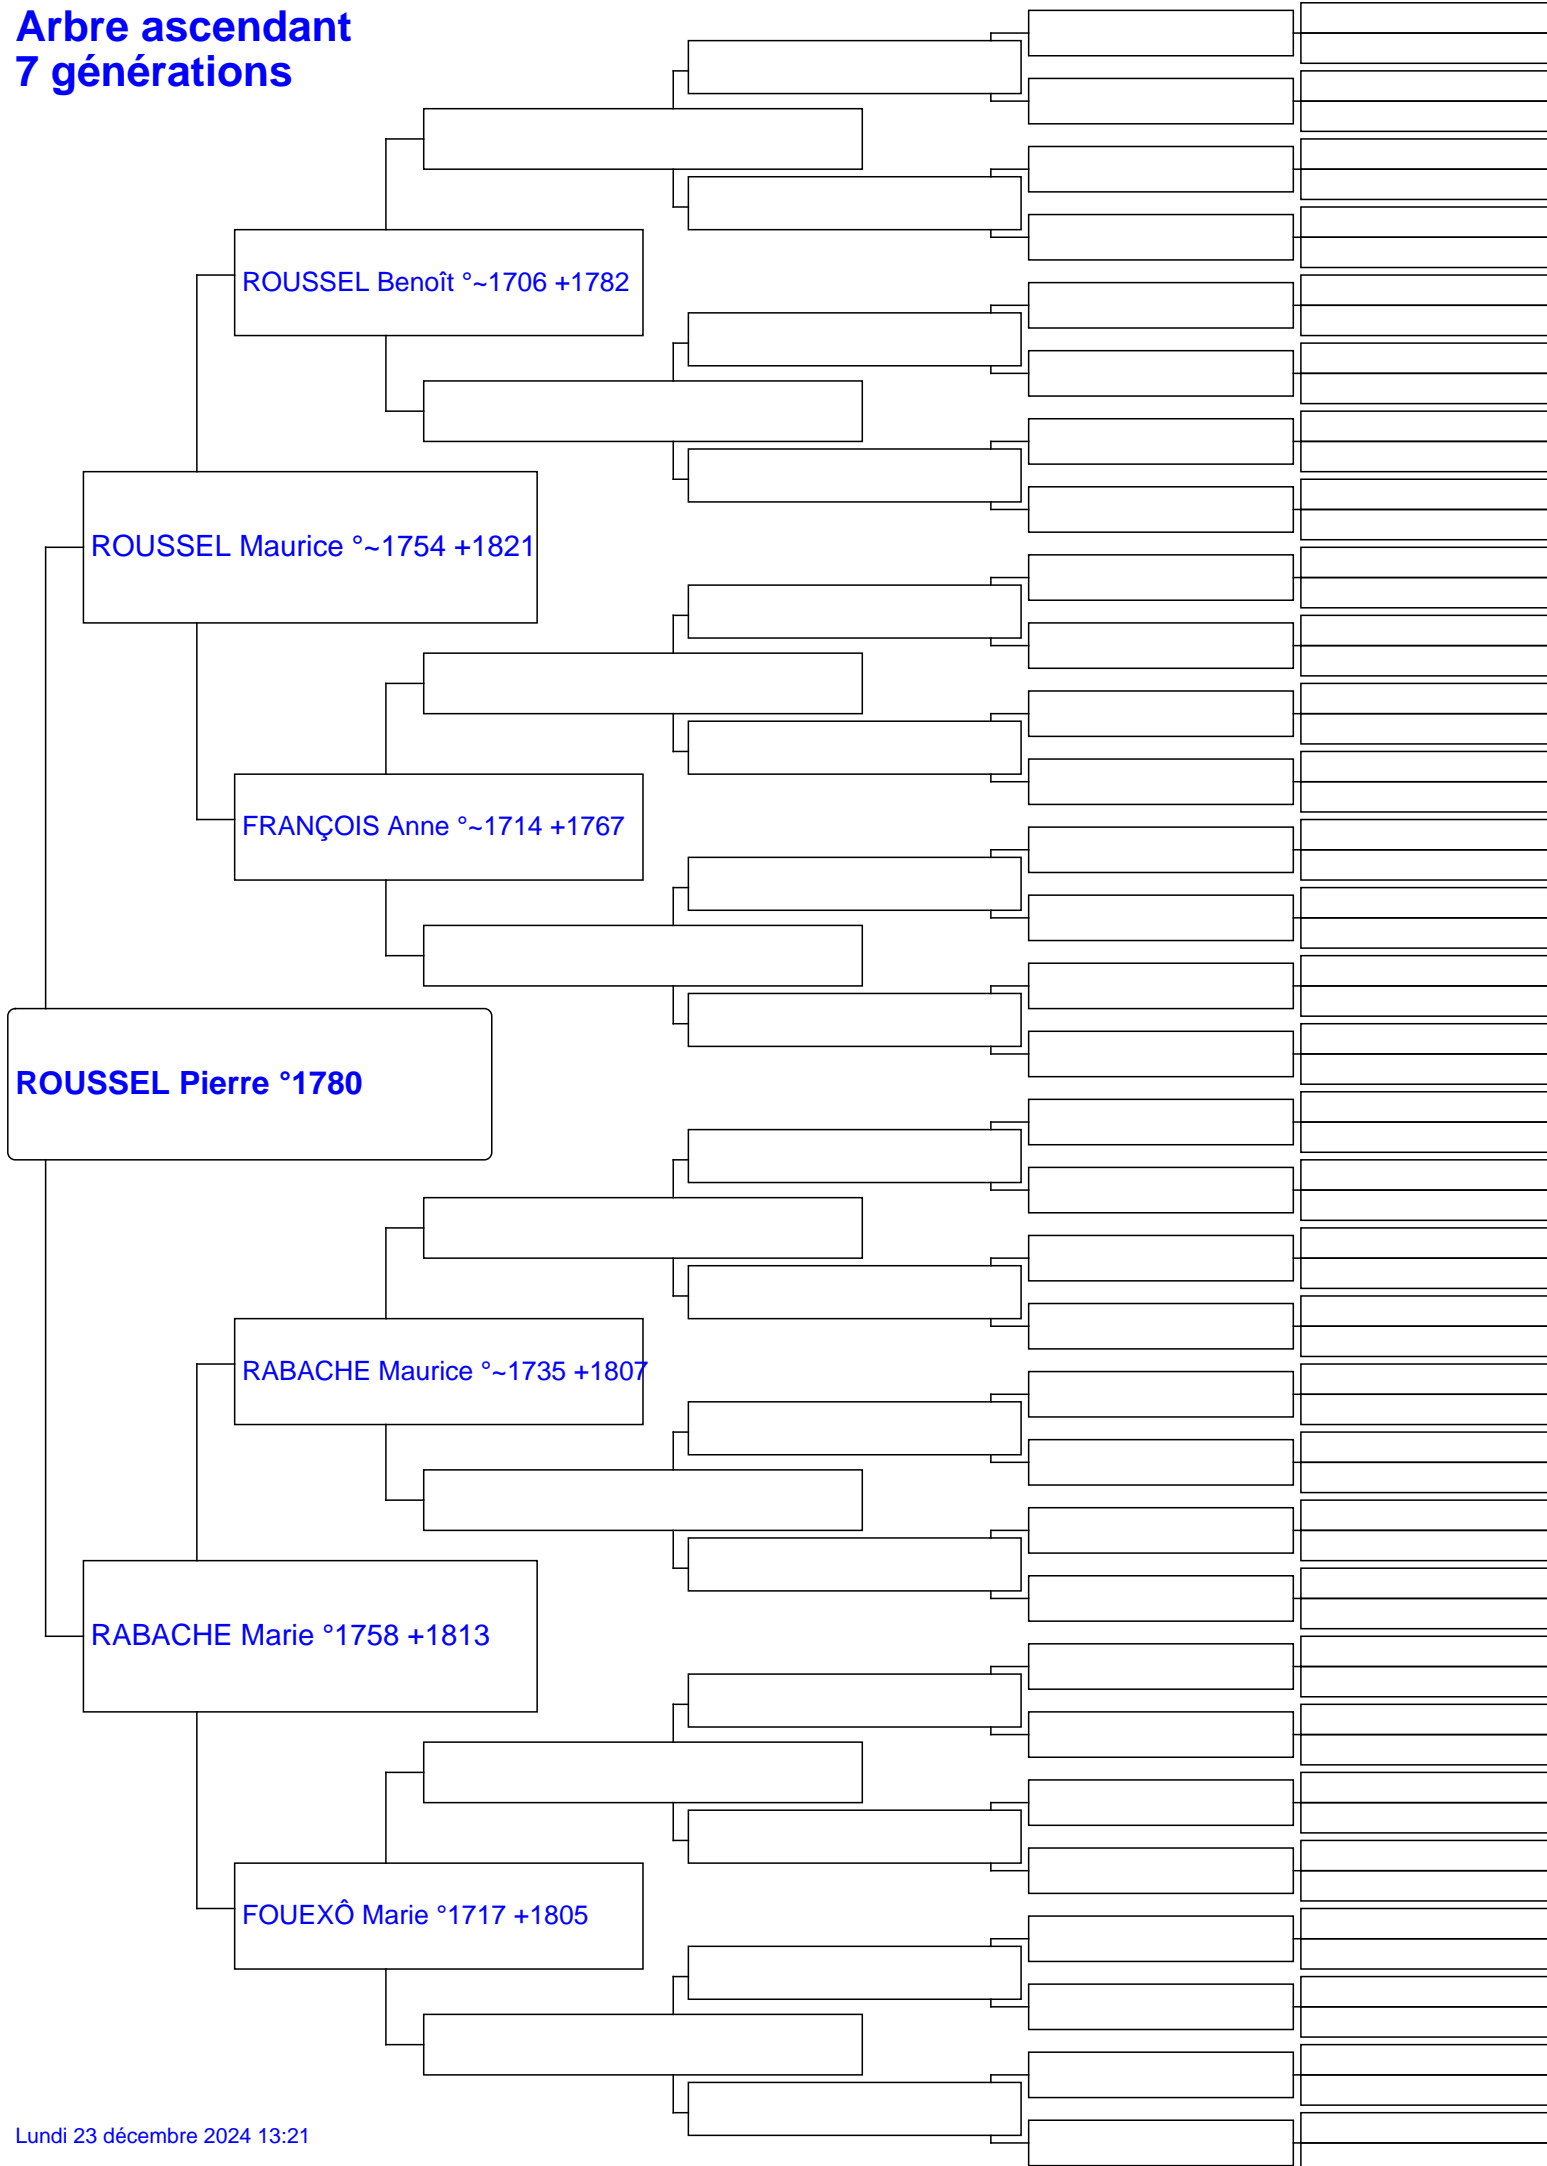 Arbre ascendant
7 générations
ROUSSEL Benoît °~1706 +1782
ROUSSEL Maurice °~1754 +1821
FRANÇOIS Anne °~1714 +1767
ROUSSEL Pierre °1780
RABACHE Maurice °~1735 +1807
RABACHE Marie °1758 +1813
FOUEXÔ Marie °1717 +1805
Lundi 23 décembre 2024 13:21